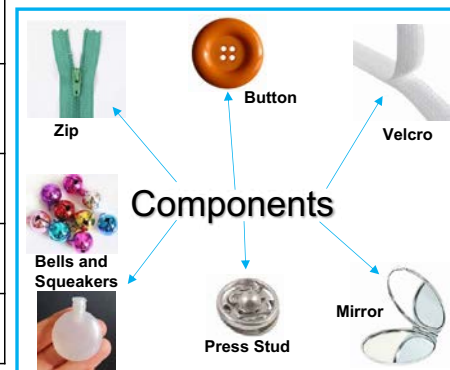 Button
Zip
Velcro
Components
Bells and
Squeakers
Mirror
Press Stud